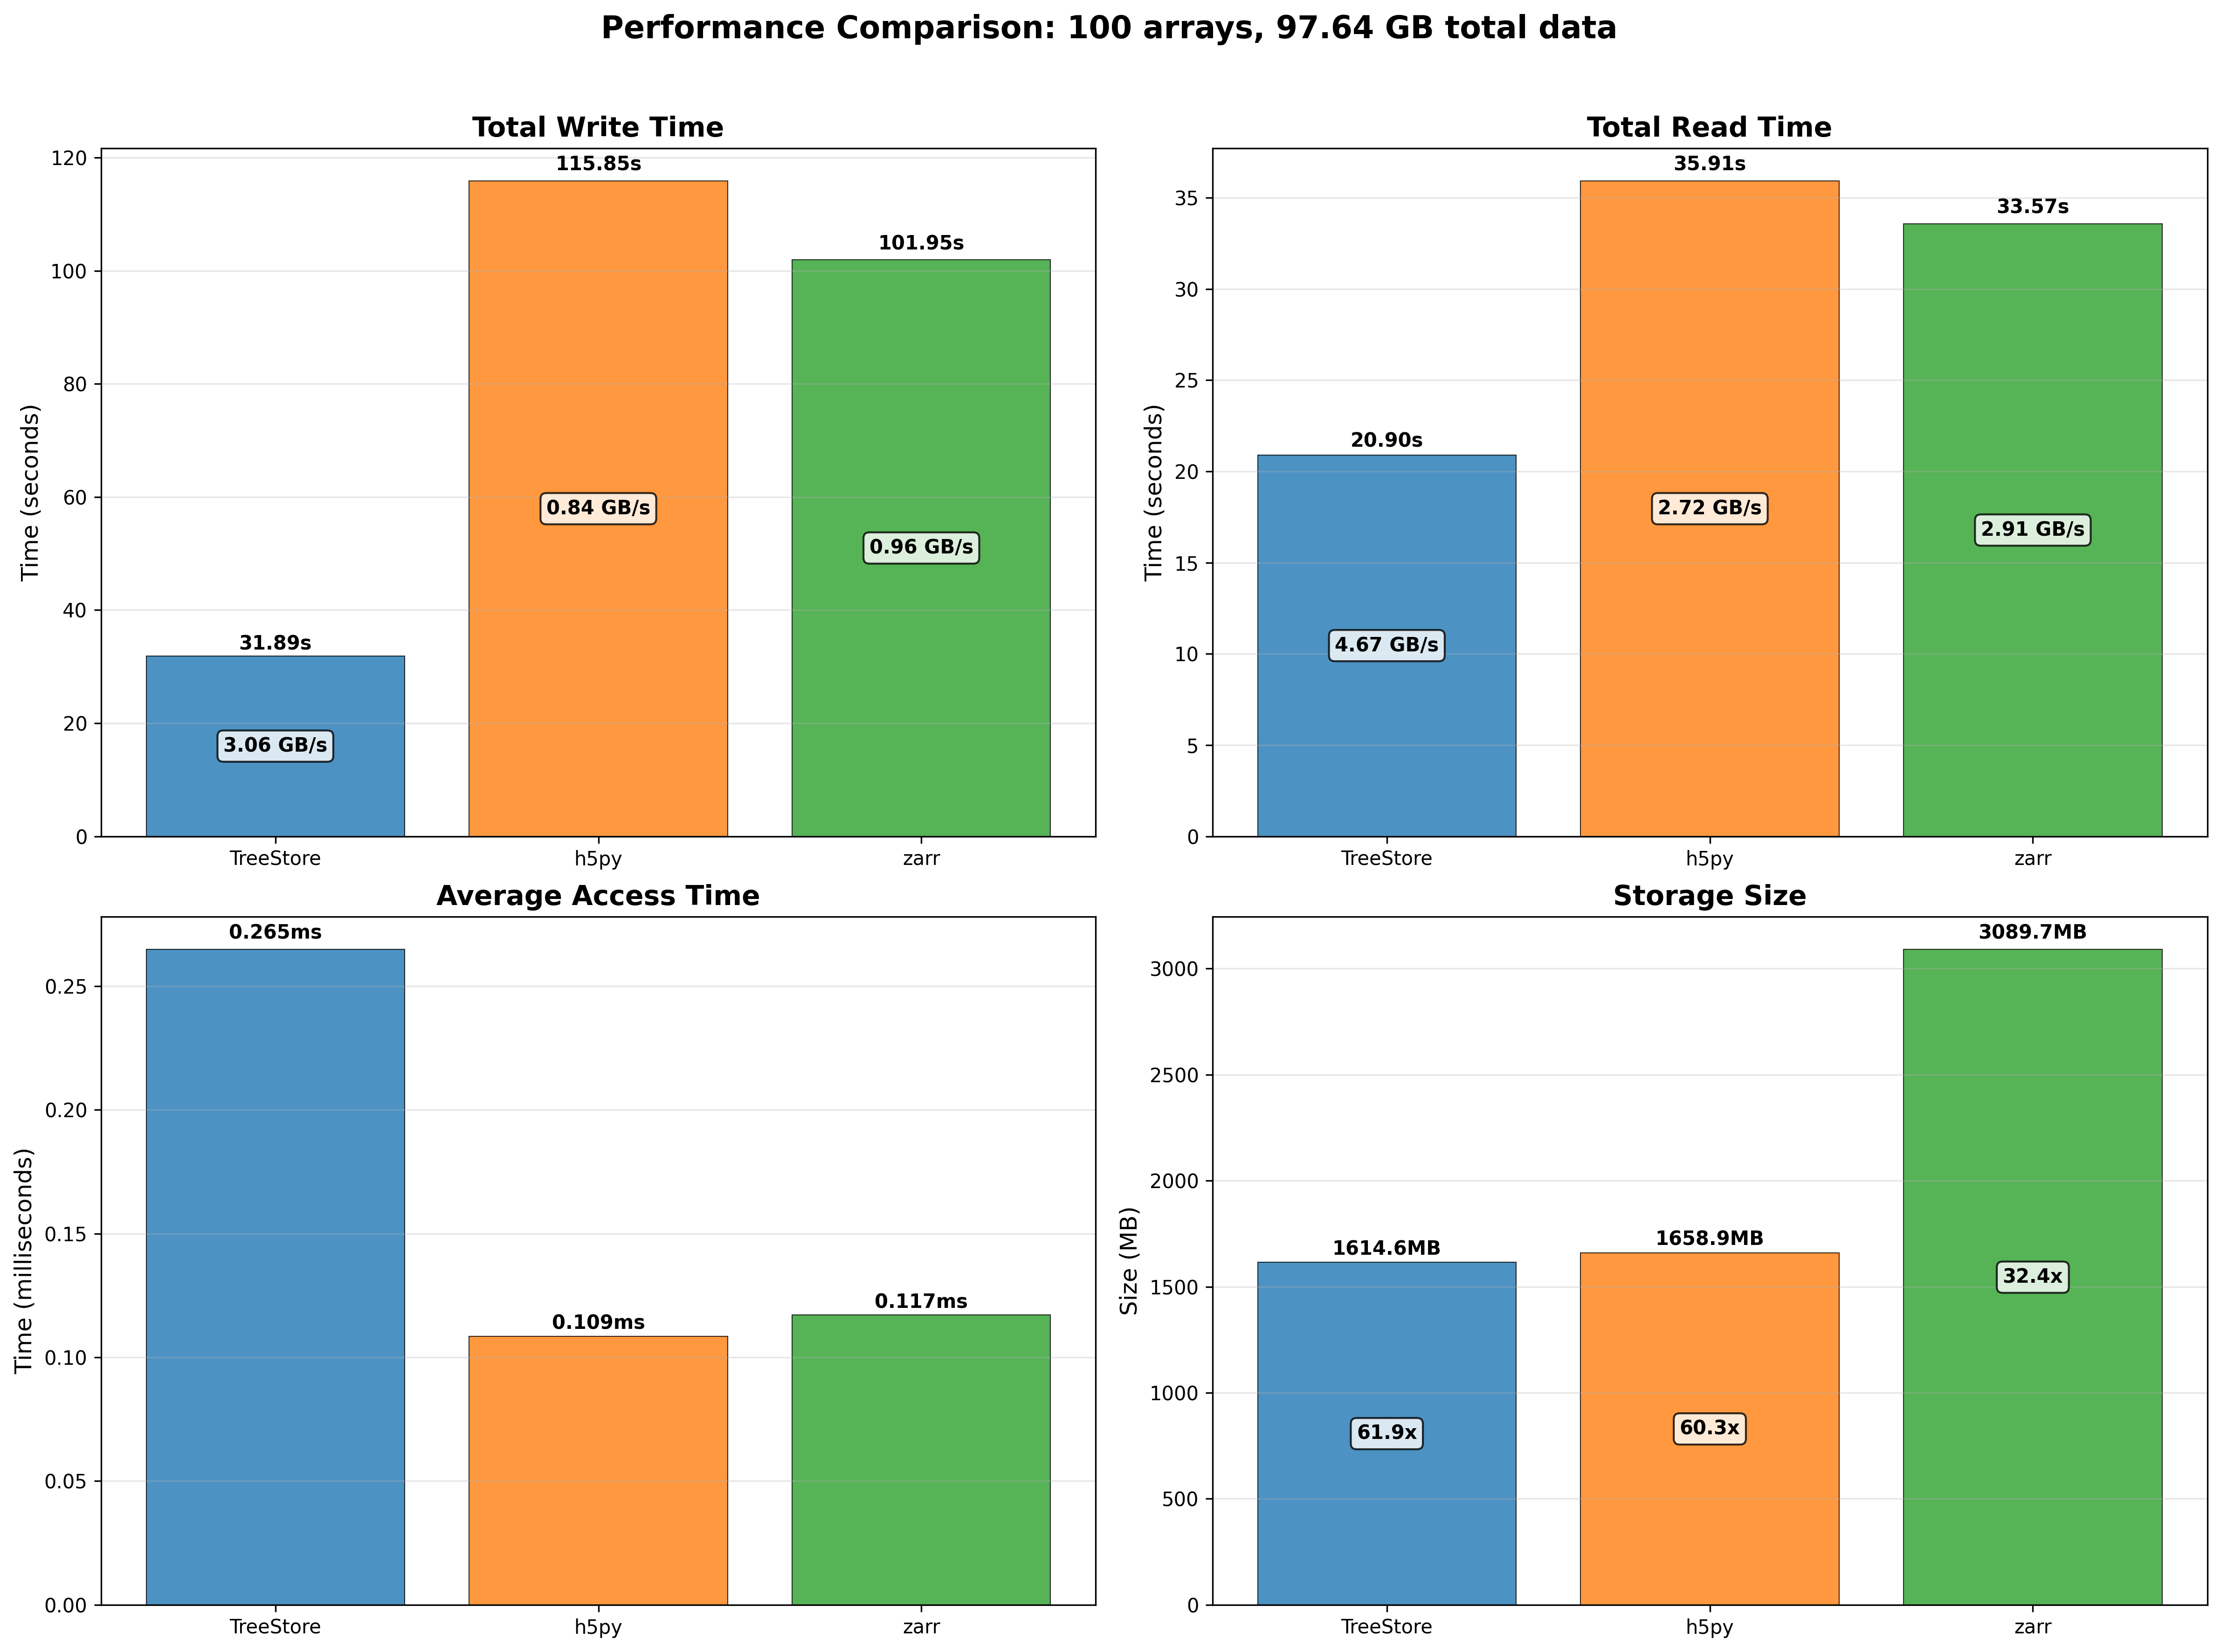 Performance Comparison: 100 arrays, 97.64 GB total data
Total Write Time
Time (seconds)
120
100
80
60
40
20
0
31.89s
3.06 GB/s
115.85s
0.84 GB/s
101.95s
0.96 GB/s
TreeStore
h5py
zarr
Total Read Time
Time (seconds)
35
30
25
20
15
10
5
0
20.90s
4.67 GB/s
35.91s
2.72 GB/s
33.57s
2.91 GB/s
TreeStore
h5py
zarr
Average Access Time
Time (milliseconds)
0.25
0.20
0.15
0.10
0.05
0.00
0.265ms
0.109ms
0.117ms
TreeStore
h5py
zarr
Storage Size
Size (MB)
3000
2500
2000
1500
1000
500
0
1614.6MB
61.9x
1658.9MB
60.3x
3089.7MB
32.4x
TreeStore
h5py
zarr